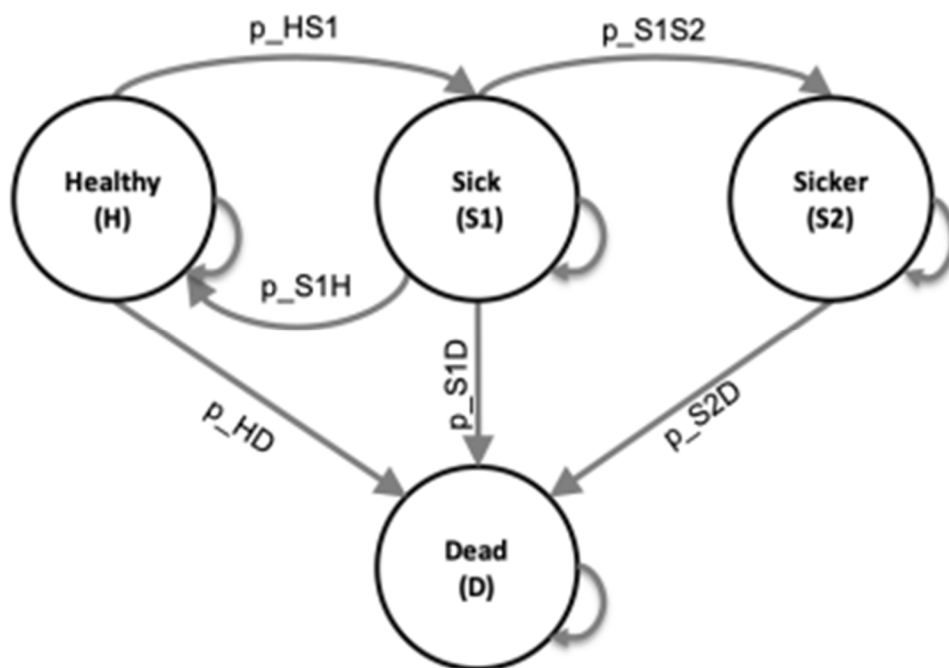 p_HS1
p_S1S2
Healthy
(H)
Sick
(S1)
Sicker
(S2)
p_S1H
p_HD
p_S1D
p_S2D
Dead
(D)